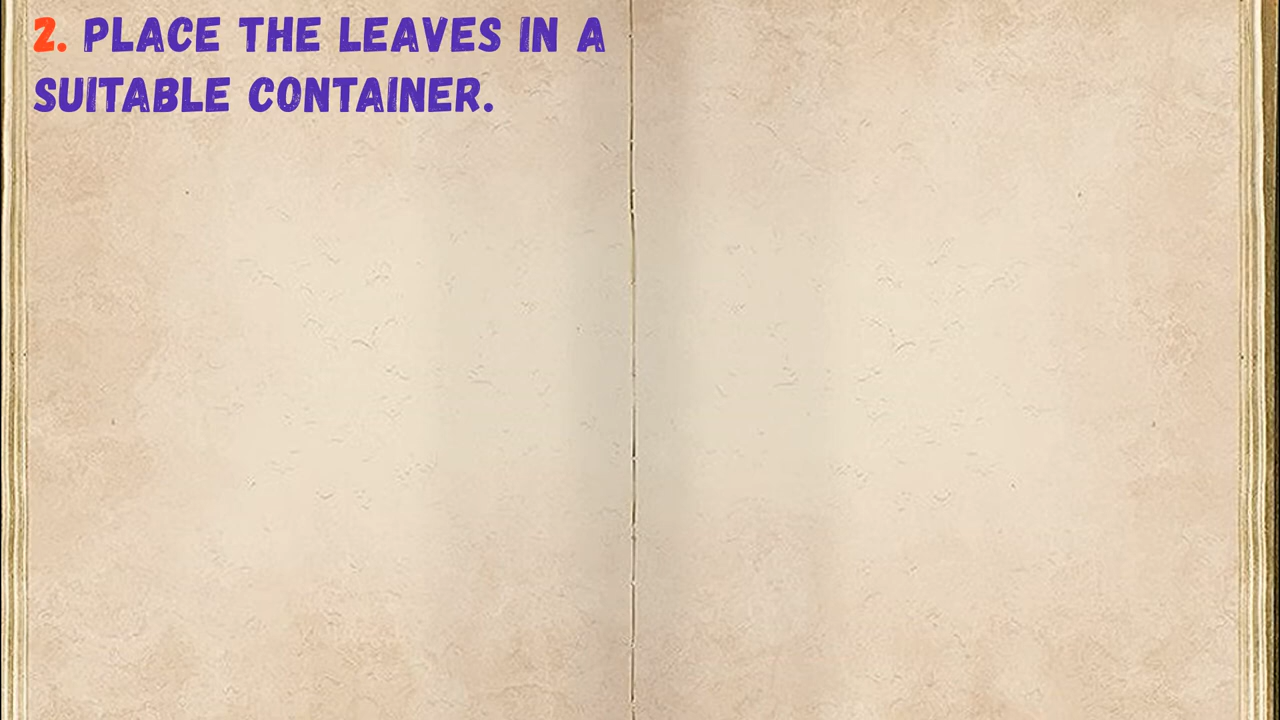 2. PLACE THE LEAVES IN A
SUITABLE CONTAINER.